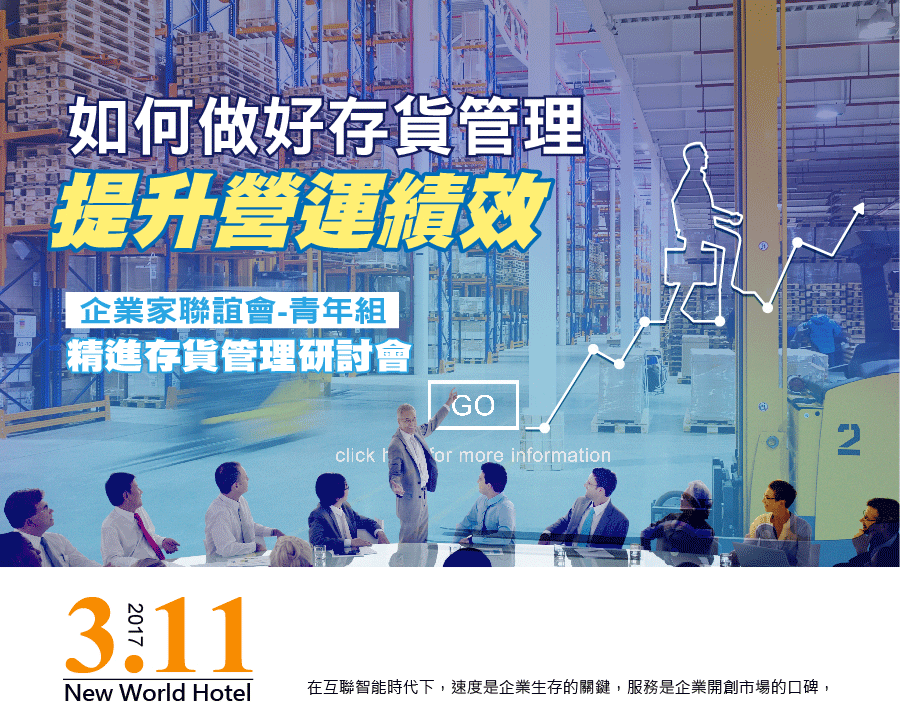 如何做好存貨管理
提升營運績效
企業家聯誼會-青年組
精進存貨管理研討會
GO
click h for more information
2
3.11
2017
New World Hotel
在互聯智能時代下，速度是企業生存的關鍵，服務是企業開創市場的口碑，